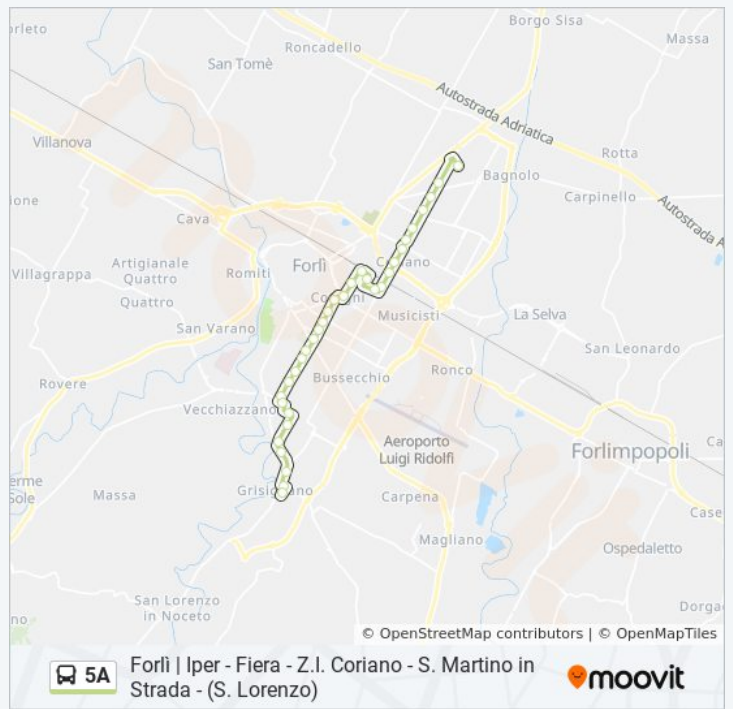 Borgo Sisa
orleto
Roncadello
Massa
San Tomè
Autostrada Adriatica
Villanova
Rotta
Bagnolo
ione
Carpinello
Cava
Autostrada A
Artigianale
Quattro
Forlì
Villagrappa
Romiti
Quattro
Musicisti
La Selva
San Varano
San Leonardo
Rovere
Bussecchio
Ronco
Vecchiazzano
Aeroporto
Luigi Ridolfi
Forlimpopoli
Ca
erme
Sole
Massa
Carpena
Case
Magliano
Ospedaletto
San Lorenzo
in Noceto
Dorga
no
© OpenStreetMap contributors | © OpenMapTiles
5A
Forlì | Iper - Fiera - Z.I. Coriano - S. Martino in
Strada - (S. Lorenzo)
moovit